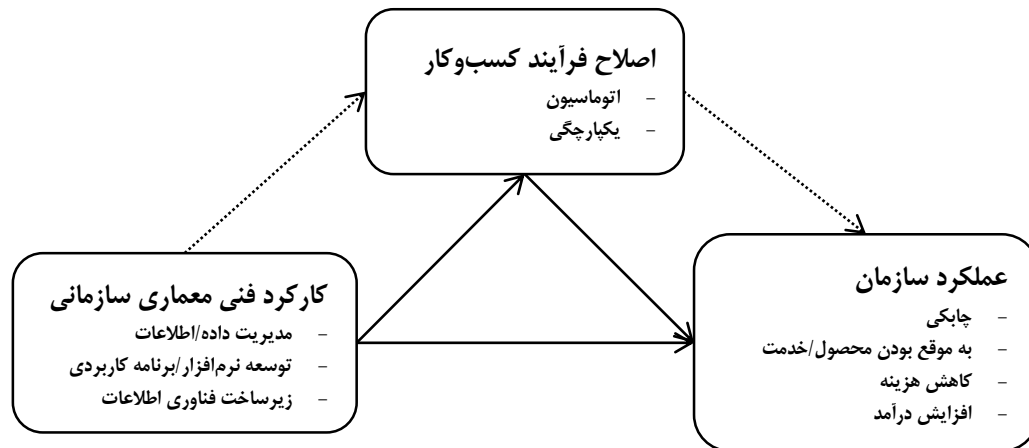 اصلاح فرآیند کسب‌وکار
- اتوماسیون
- یکپارچگی
کارکرد فنی معماری سازمانی
- مدیریت داده/اطلاعات
- توسعه نرم‌افزار/برنامه کاربردی
- زیرساخت فناوری اطلاعات
عملکرد سازمان
- چابکی
- به موقع بودن محصول/خدمت
- کاهش هزینه
- افزایش درآمد